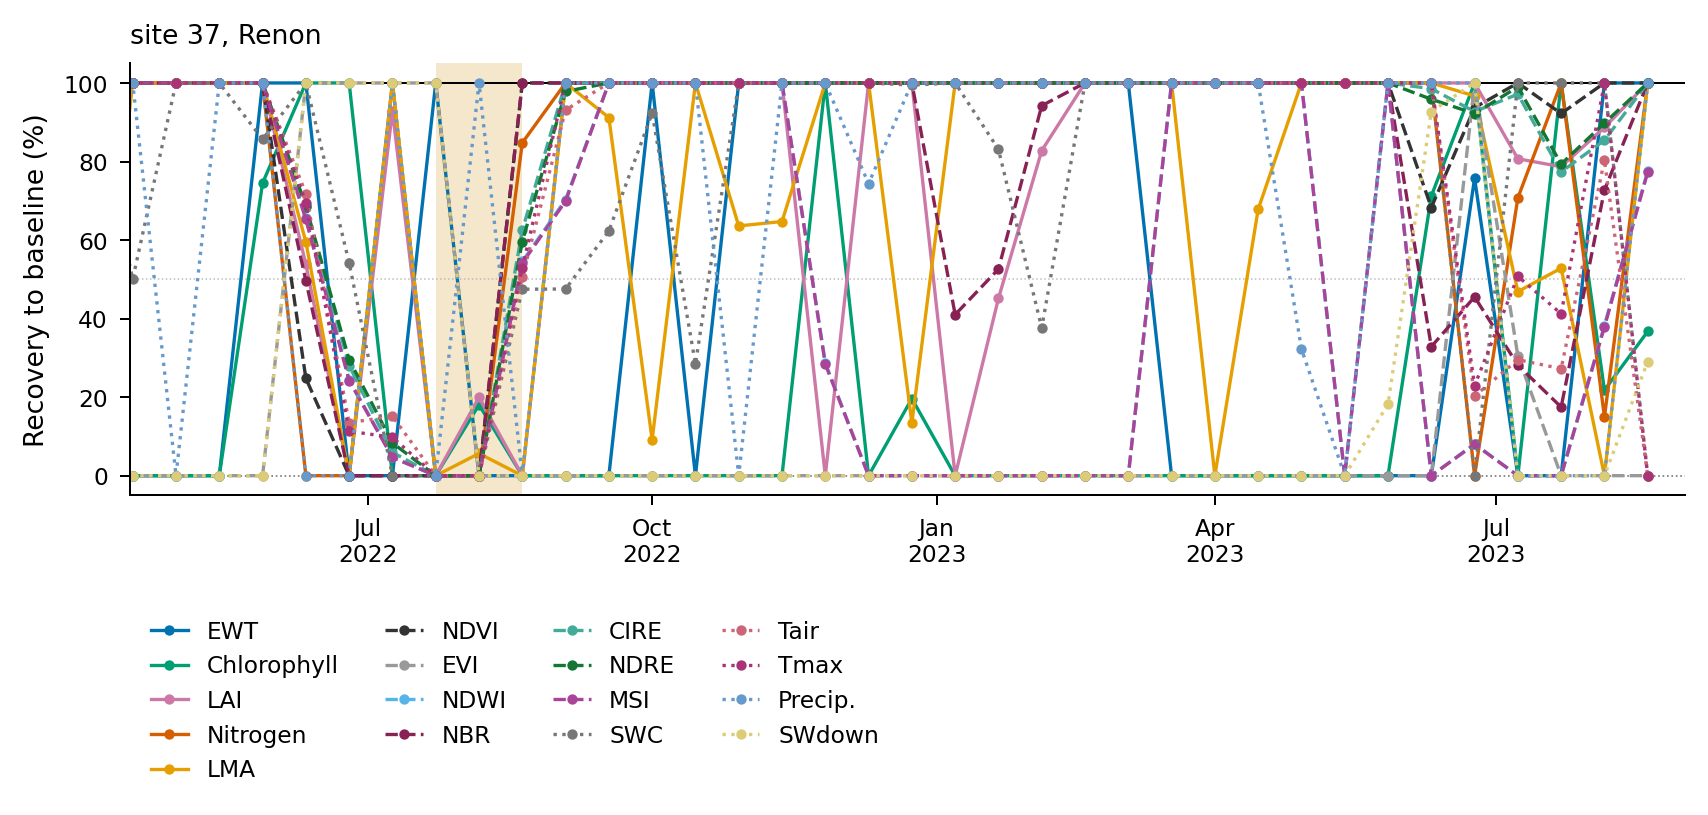 site 37, Renon
Recovery to baseline (%)
100
80
60
40
20
0
Jul
2022
Oct
2022
Jan
2023
Apr
2023
Jul
2023
EWT
Chlorophyll
LAI
Nitrogen
LMA
NDVI
EVI
NDWI
NBR
CIRE
NDRE
MSI
SWC
Tair
Tmax
Precip.
SWdown